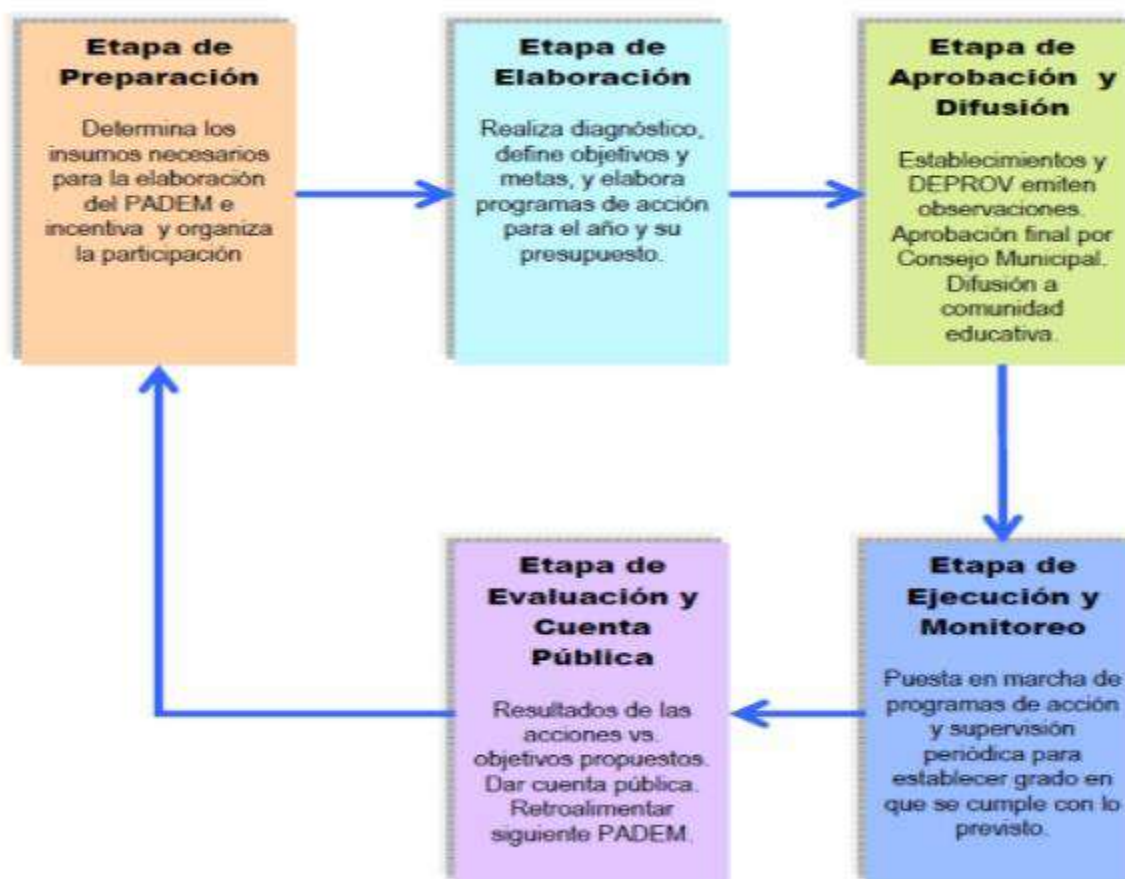 Etapa de
Preparación
Determina los
insumos necesarios
para la elaboración
del PADEM e
incentiva y organiza
la participación
Etapa de
Elaboración
Realiza diagnóstico,
define objetivos y
metas, y elabora
programas de acción
para el año y su
presupuesto.
Etapa de
Aprobación y
Difusión
Establecimientos y
DEPROV emiten
observaciones.
Aprobación final por
Consejo Municipal.
Difusión a
comunidad
educativa.
Etapa de
Ejecución y
Monitoreo
Puesta en marcha de
programas de acción
y supervisión
periódica para
establecer grado en
que se cumple con lo
previsto.
Etapa de
Evaluación y
Cuenta
Pública
Resultados de las
acciones vs.
objetivos propuestos.
Dar cuenta pública.
Retroalimentar
siguiente PADEM.